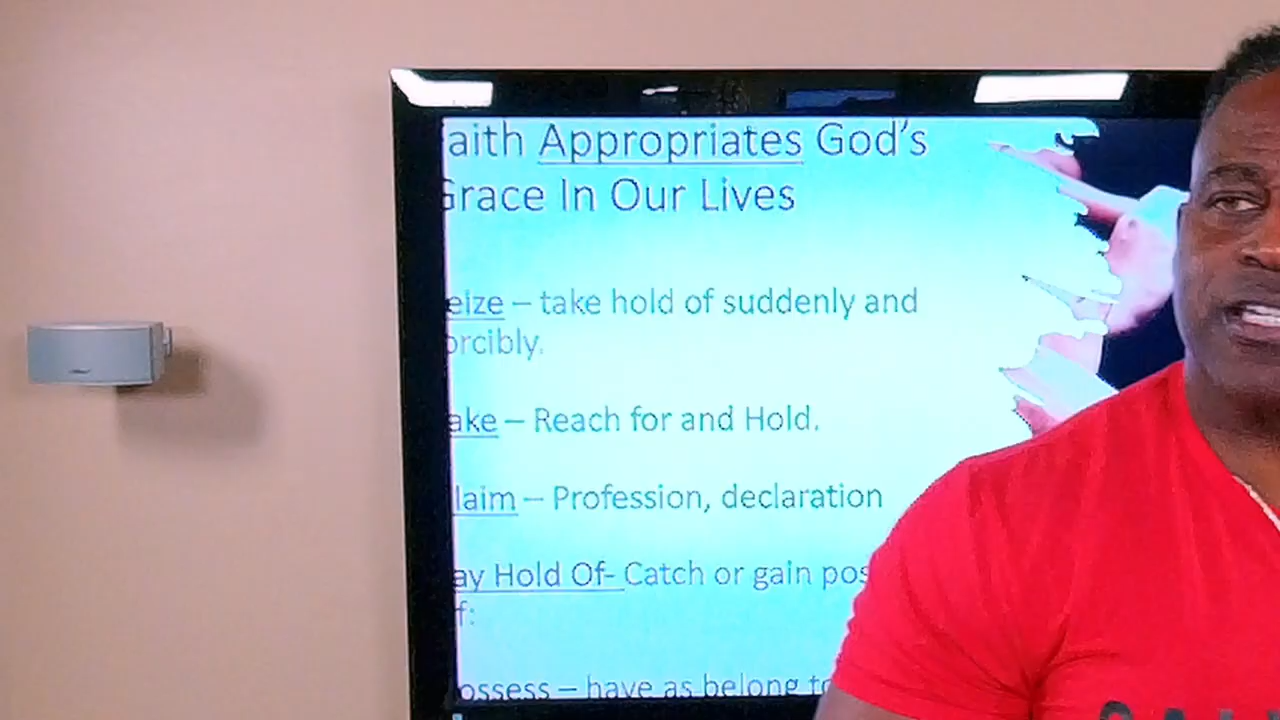 aith Appropriates God's
Grace In Our Lives
eize – take hold of suddenly and
orcibly.
ake – Reach for and Hold.
laim – Profession, declaration
ay Hold Of- Catch or gain pos
f:
ossess – have as belong to